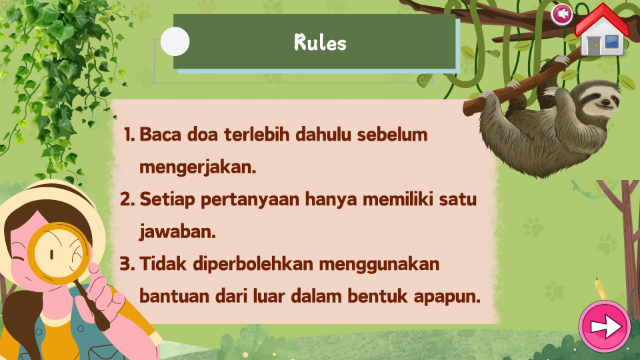 Rules
1. Baca doa terlebih dahulu sebelum
mengerjakan.
2. Setiap pertanyaan hanya memiliki satu
jawaban.
3. Tidak diperbolehkan menggunakan
bantuan dari luar dalam bentuk apapun.